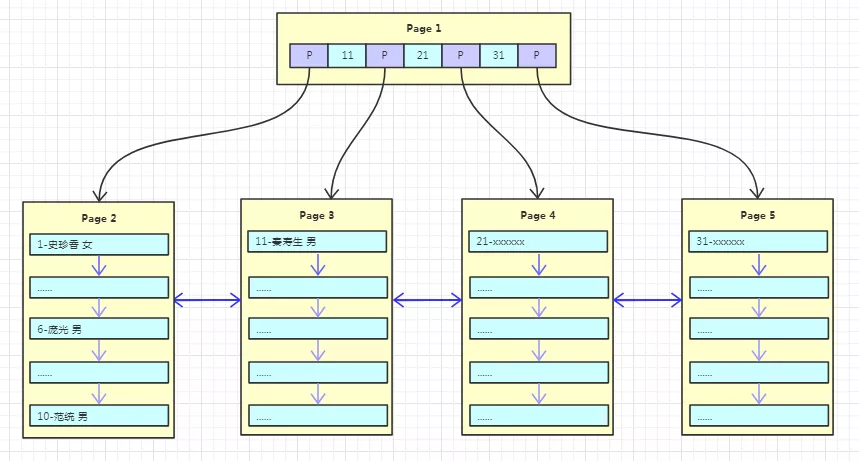 Page 1
P 11 P 21 P 31 P
Page 2
1-史珍香 女
......
6-庞光 男
......
10-范统 男
Page 3
11-秦寿生 男
......
......
......
......
Page 4
21-xxxxxx
......
......
......
......
Page 5
31-xxxxxx
......
......
......
......